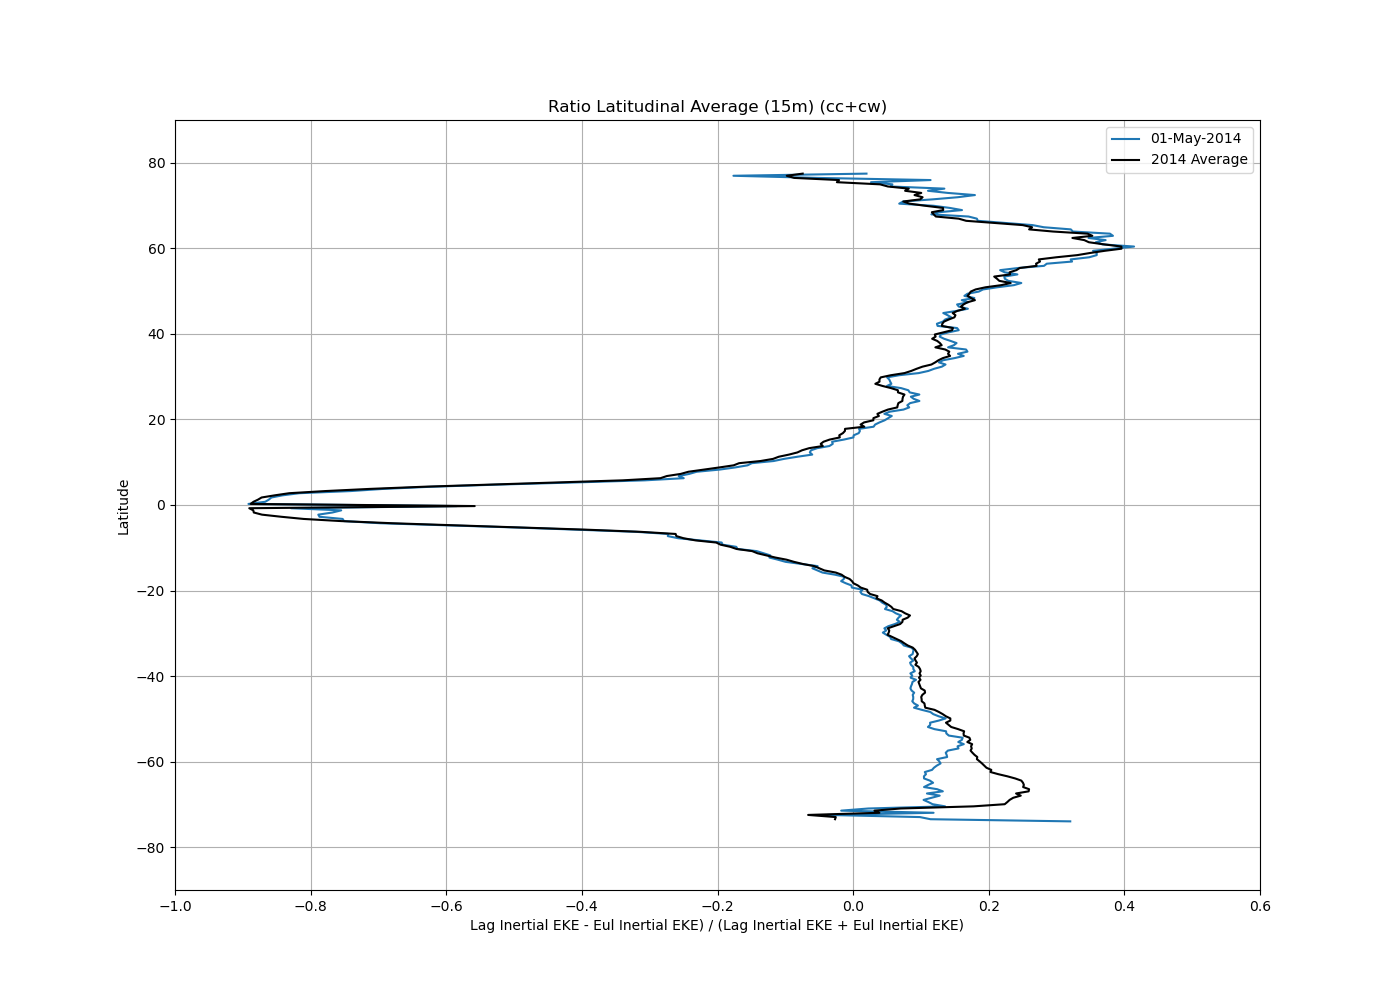 Ratio Latitudinal Average (15m) (cc+cw)
01-May-2014
2014 Average
80
60
40
20
0
−20
−40
−60
−80
Latitude
−1.0 −0.8 −0.6 −0.4 −0.2 0.0 0.2 0.4 0.6
Lag Inertial EKE - Eul Inertial EKE) / (Lag Inertial EKE + Eul Inertial EKE)